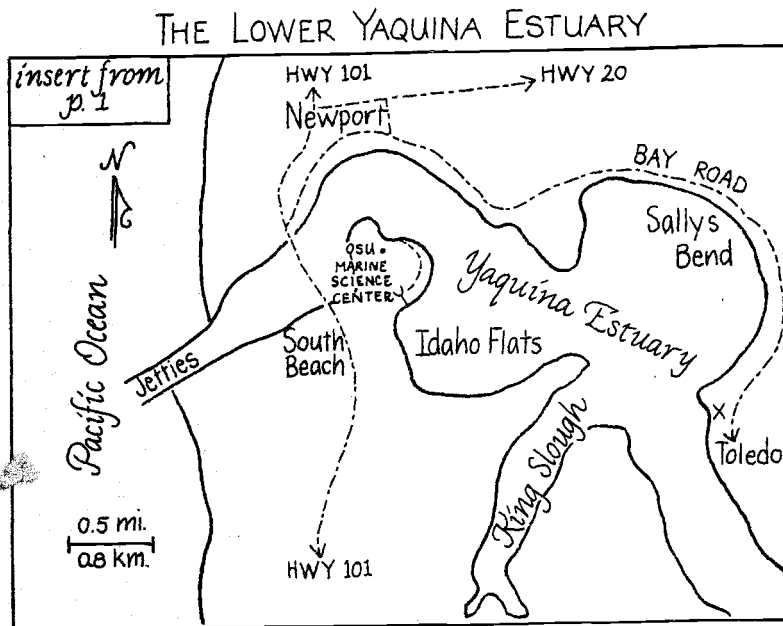 THE LOWER YAQUINA ESTUARY
insert from
p. 1
HWY 101
HWY 20
Newport
N
BAY ROAD
Sallys
Bend
OSU
MARINE
SCIENCE
CENTER
Yaquina Estuary
Pacific Ocean
Jetties
South
Beach
Idaho Flats
King Slough
X
Toledo
0.5 mi.
0.8 km.
HWY 101